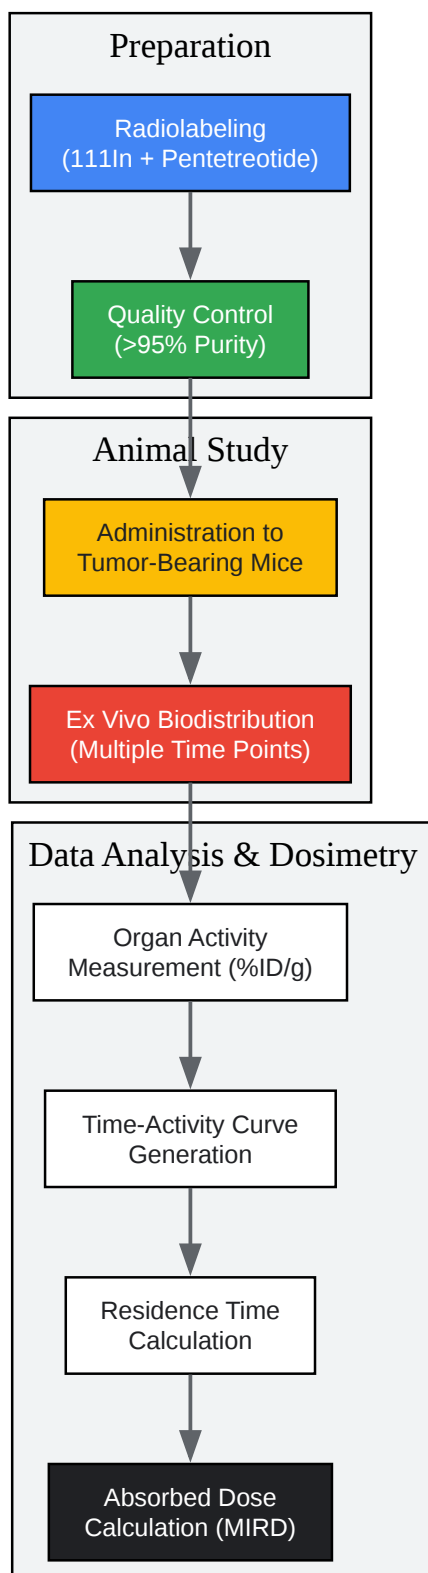 Preparation
Radiolabeling
(111In + Pentetreotide)
Quality Control
(>95% Purity)
Animal Study
Administration to
Tumor-Bearing Mice
Ex Vivo Biodistribution
(Multiple Time Points)
Data Analysis & Dosimetry
Organ Activity
Measurement (%ID/g)
Time-Activity Curve
Generation
Residence Time
Calculation
Absorbed Dose
Calculation (MIRD)